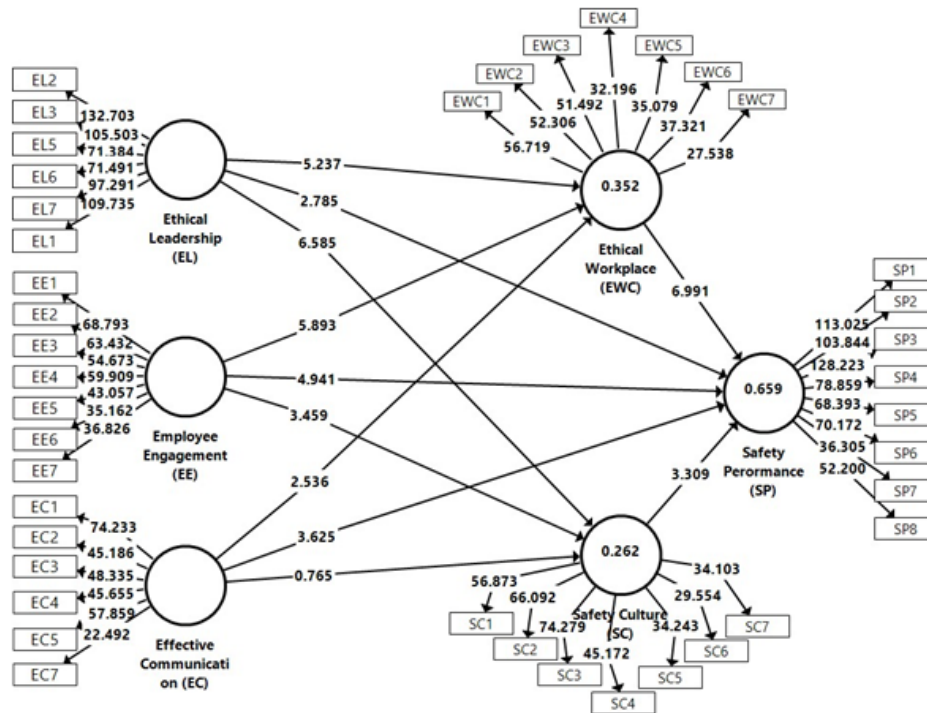 EL2
EL3
EL5
EL6
EL7
EL1
132.703
105.503
71.384
71.491
97.291
109.735
Ethical
Leadership
(EL)
EE1
EE2
EE3
EE4
EE5
EE6
EE7
68.793
63.432
54.673
59.909
43.057
35.162
36.826
Employee
Engagement
(EE)
EC1
EC2
EC3
EC4
EC5
EC7
74.233
45.186
48.335
45.655
57.859
22.492
Effective
Communicati
on (EC)
5.237
2.785
6.585
5.893
4.941
3.459
2.536
3.625
0.765
EWC1
EWC2
EWC3
EWC4
EWC5
EWC6
EWC7
56.719
52.306
51.492
32.196
35.079
37.321
27.538
0.352
Ethical
Workplace
(EWC)
6.991
3.309
0.659
Safety
Perormance
(SP)
SP1
SP2
SP3
SP4
SP5
SP6
SP7
SP8
113.025
103.844
128.223
78.859
68.393
70.172
36.305
52.200
0.262
Safety Culture
(SC)
56.873
66.092
74.279
45.172
34.243
29.554
34.103
SC1
SC2
SC3
SC4
SC5
SC6
SC7